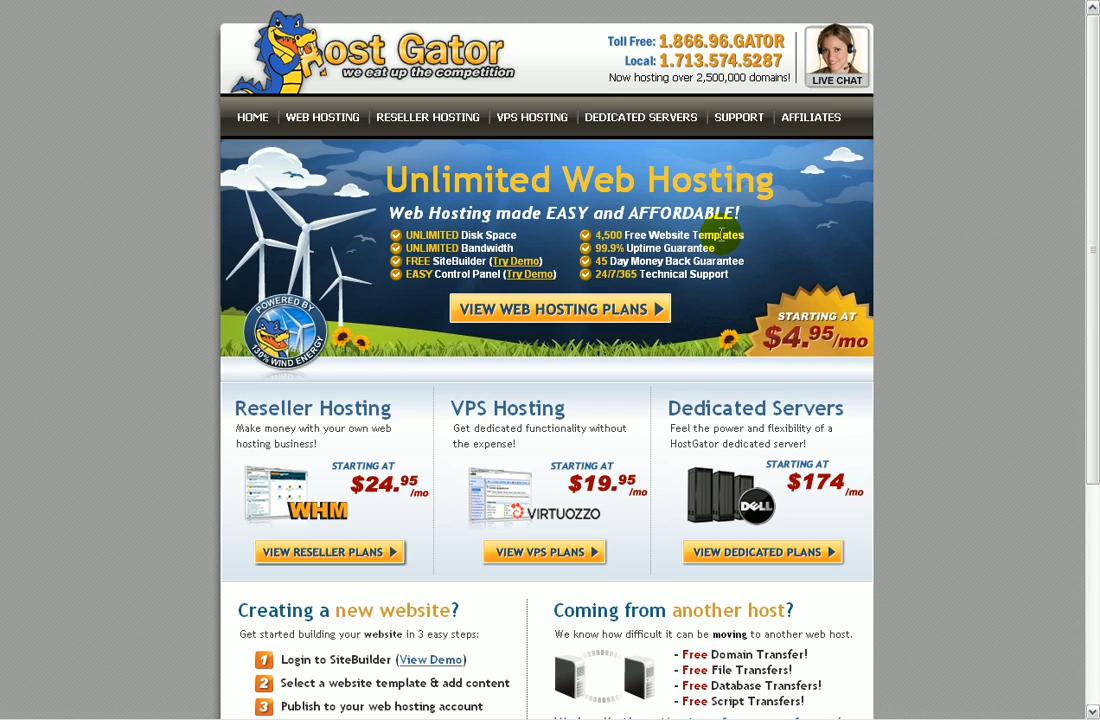 Host Gator
we eat up the competition
Toll Free: 1.866.96.GATOR
Local: 1.713.574.5287
Now hosting over 2,500,000 domains!
LIVE CHAT
HOME
WEB HOSTING
RESELLER HOSTING
VPS HOSTING
DEDICATED SERVERS
SUPPORT
AFFILIATES
Unlimited Web Hosting
Web Hosting made EASY and AFFORDABLE!
UNLIMITED Disk Space
UNLIMITED Bandwidth
FREE SiteBuilder (Try Demo)
EASY Control Panel (Try Demo)
4,500 Free Website Templates
99.9% Uptime Guarantee
45 Day Money Back Guarantee
24/7/365 Technical Support
VIEW WEB HOSTING PLANS
STARTING AT
$4.95/mo
POWERED BY
130% WIND ENERGY
Reseller Hosting
Make money with your own web
hosting business!
STARTING AT
$24.95/mo
WHM
VIEW RESELLER PLANS
VPS Hosting
Get dedicated functionality without
the expense!
STARTING AT
$19.95/mo
VIRTUOZZO
VIEW VPS PLANS
Dedicated Servers
Feel the power and flexibility of a
HostGator dedicated server!
STARTING AT
$174/mo
DELL
VIEW DEDICATED PLANS
Creating a new website?
Get started building your website in 3 easy steps:
1 Login to SiteBuilder (View Demo)
2 Select a website template & add content
3 Publish to your web hosting account
Coming from another host?
We know how difficult it can be moving to another web host.
- Free Domain Transfer!
- Free File Transfers!
- Free Database Transfers!
- Free Script Transfers!